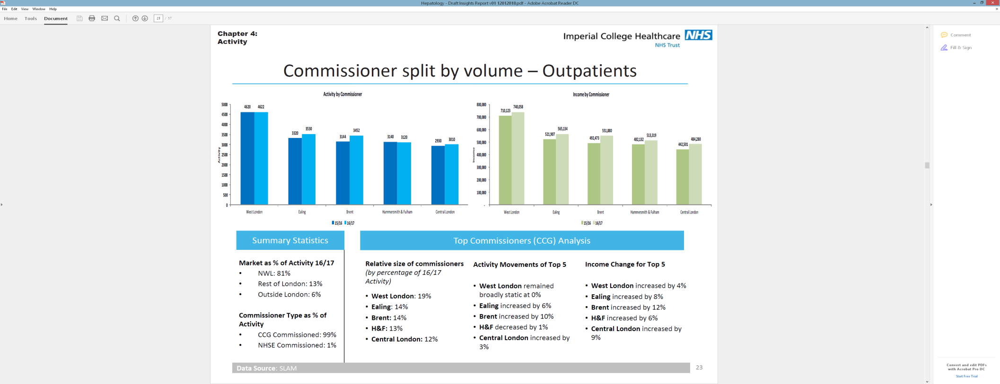 Hepatology - Draft Insights Report v01 12012018.pdf - Adobe Acrobat Reader DC
File Edit View Window Help
Home Tools Document 23 / 57
Comment
Fill & Sign
Chapter 4:
Activity
Imperial College Healthcare NHS
NHS Trust
Commissioner split by volume – Outpatients
Activity by Commissioner
5000
4500
4000
3500
3000
2500
2000
1500
1000
500
0
Activity
4620 4622
3320 3530
3144 3452
3140 3120
2930 3010
West London Ealing Brent Hammersmith & Fulham Central London
15/16 16/17
Income by Commissioner
800,000
700,000
600,000
500,000
400,000
300,000
200,000
100,000
-
Income
710,123 740,058
521,907 565,134
492,473 551,880
482,132 513,319
442,501 484,280
West London Ealing Brent Hammersmith & Fulham Central London
15/16 16/17
Summary Statistics
Market as % of Activity 16/17
• NWL: 81%
• Rest of London: 13%
• Outside London: 6%
Commissioner Type as % of
Activity
• CCG Commissioned: 99%
• NHSE Commissioned: 1%
Top Commissioners (CCG) Analysis
Relative size of commissioners
(by percentage of 16/17
Activity)
• West London: 19%
• Ealing: 14%
• Brent: 14%
• H&F: 13%
• Central London: 12%
Activity Movements of Top 5
• West London remained
broadly static at 0%
• Ealing increased by 6%
• Brent increased by 10%
• H&F decreased by 1%
• Central London increased by
3%
Income Change for Top 5
• West London increased by 4%
• Ealing increased by 8%
• Brent increased by 12%
• H&F increased by 6%
• Central London increased by
9%
Data Source: SLAM
23
Convert and edit PDFs
with Acrobat Pro DC
Start Free Trial